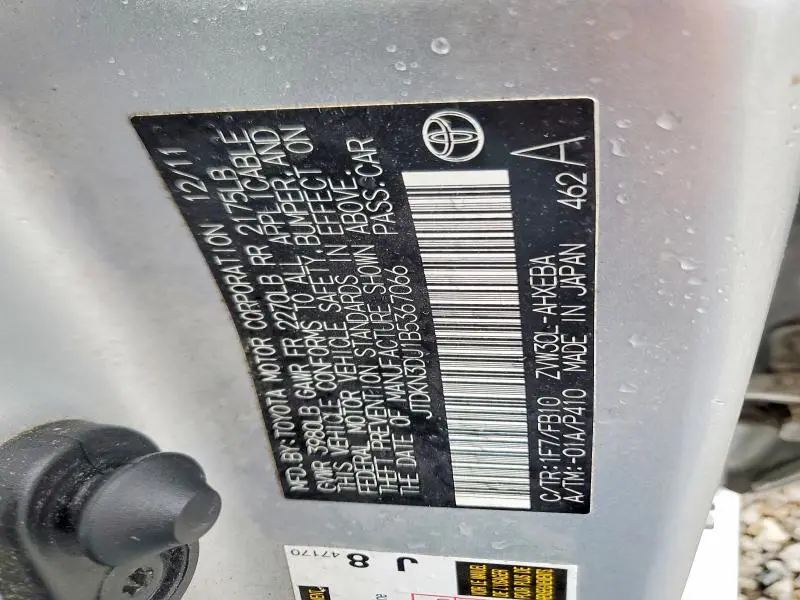 MFD. BY: TOYOTA MOTOR CORPORATION 12/11
GVWR 3980LB GAWR FR 2270LB RR 2175LB
THIS VEHICLE CONFORMS TO ALL APPLICABLE
FEDERAL MOTOR VEHICLE SAFETY, BUMPER, AND
THEFT PREVENTION STANDARDS IN EFFECT ON
THE DATE OF MANUFACTURE SHOWN ABOVE.
JTDKN3DU1B5367066 PASS. CAR
C/TR: 1F7/FB10 ZVW30L-AHXEBA
A/TM: -01A/P410 MADE IN JAPAN 462 A
J 8
47170